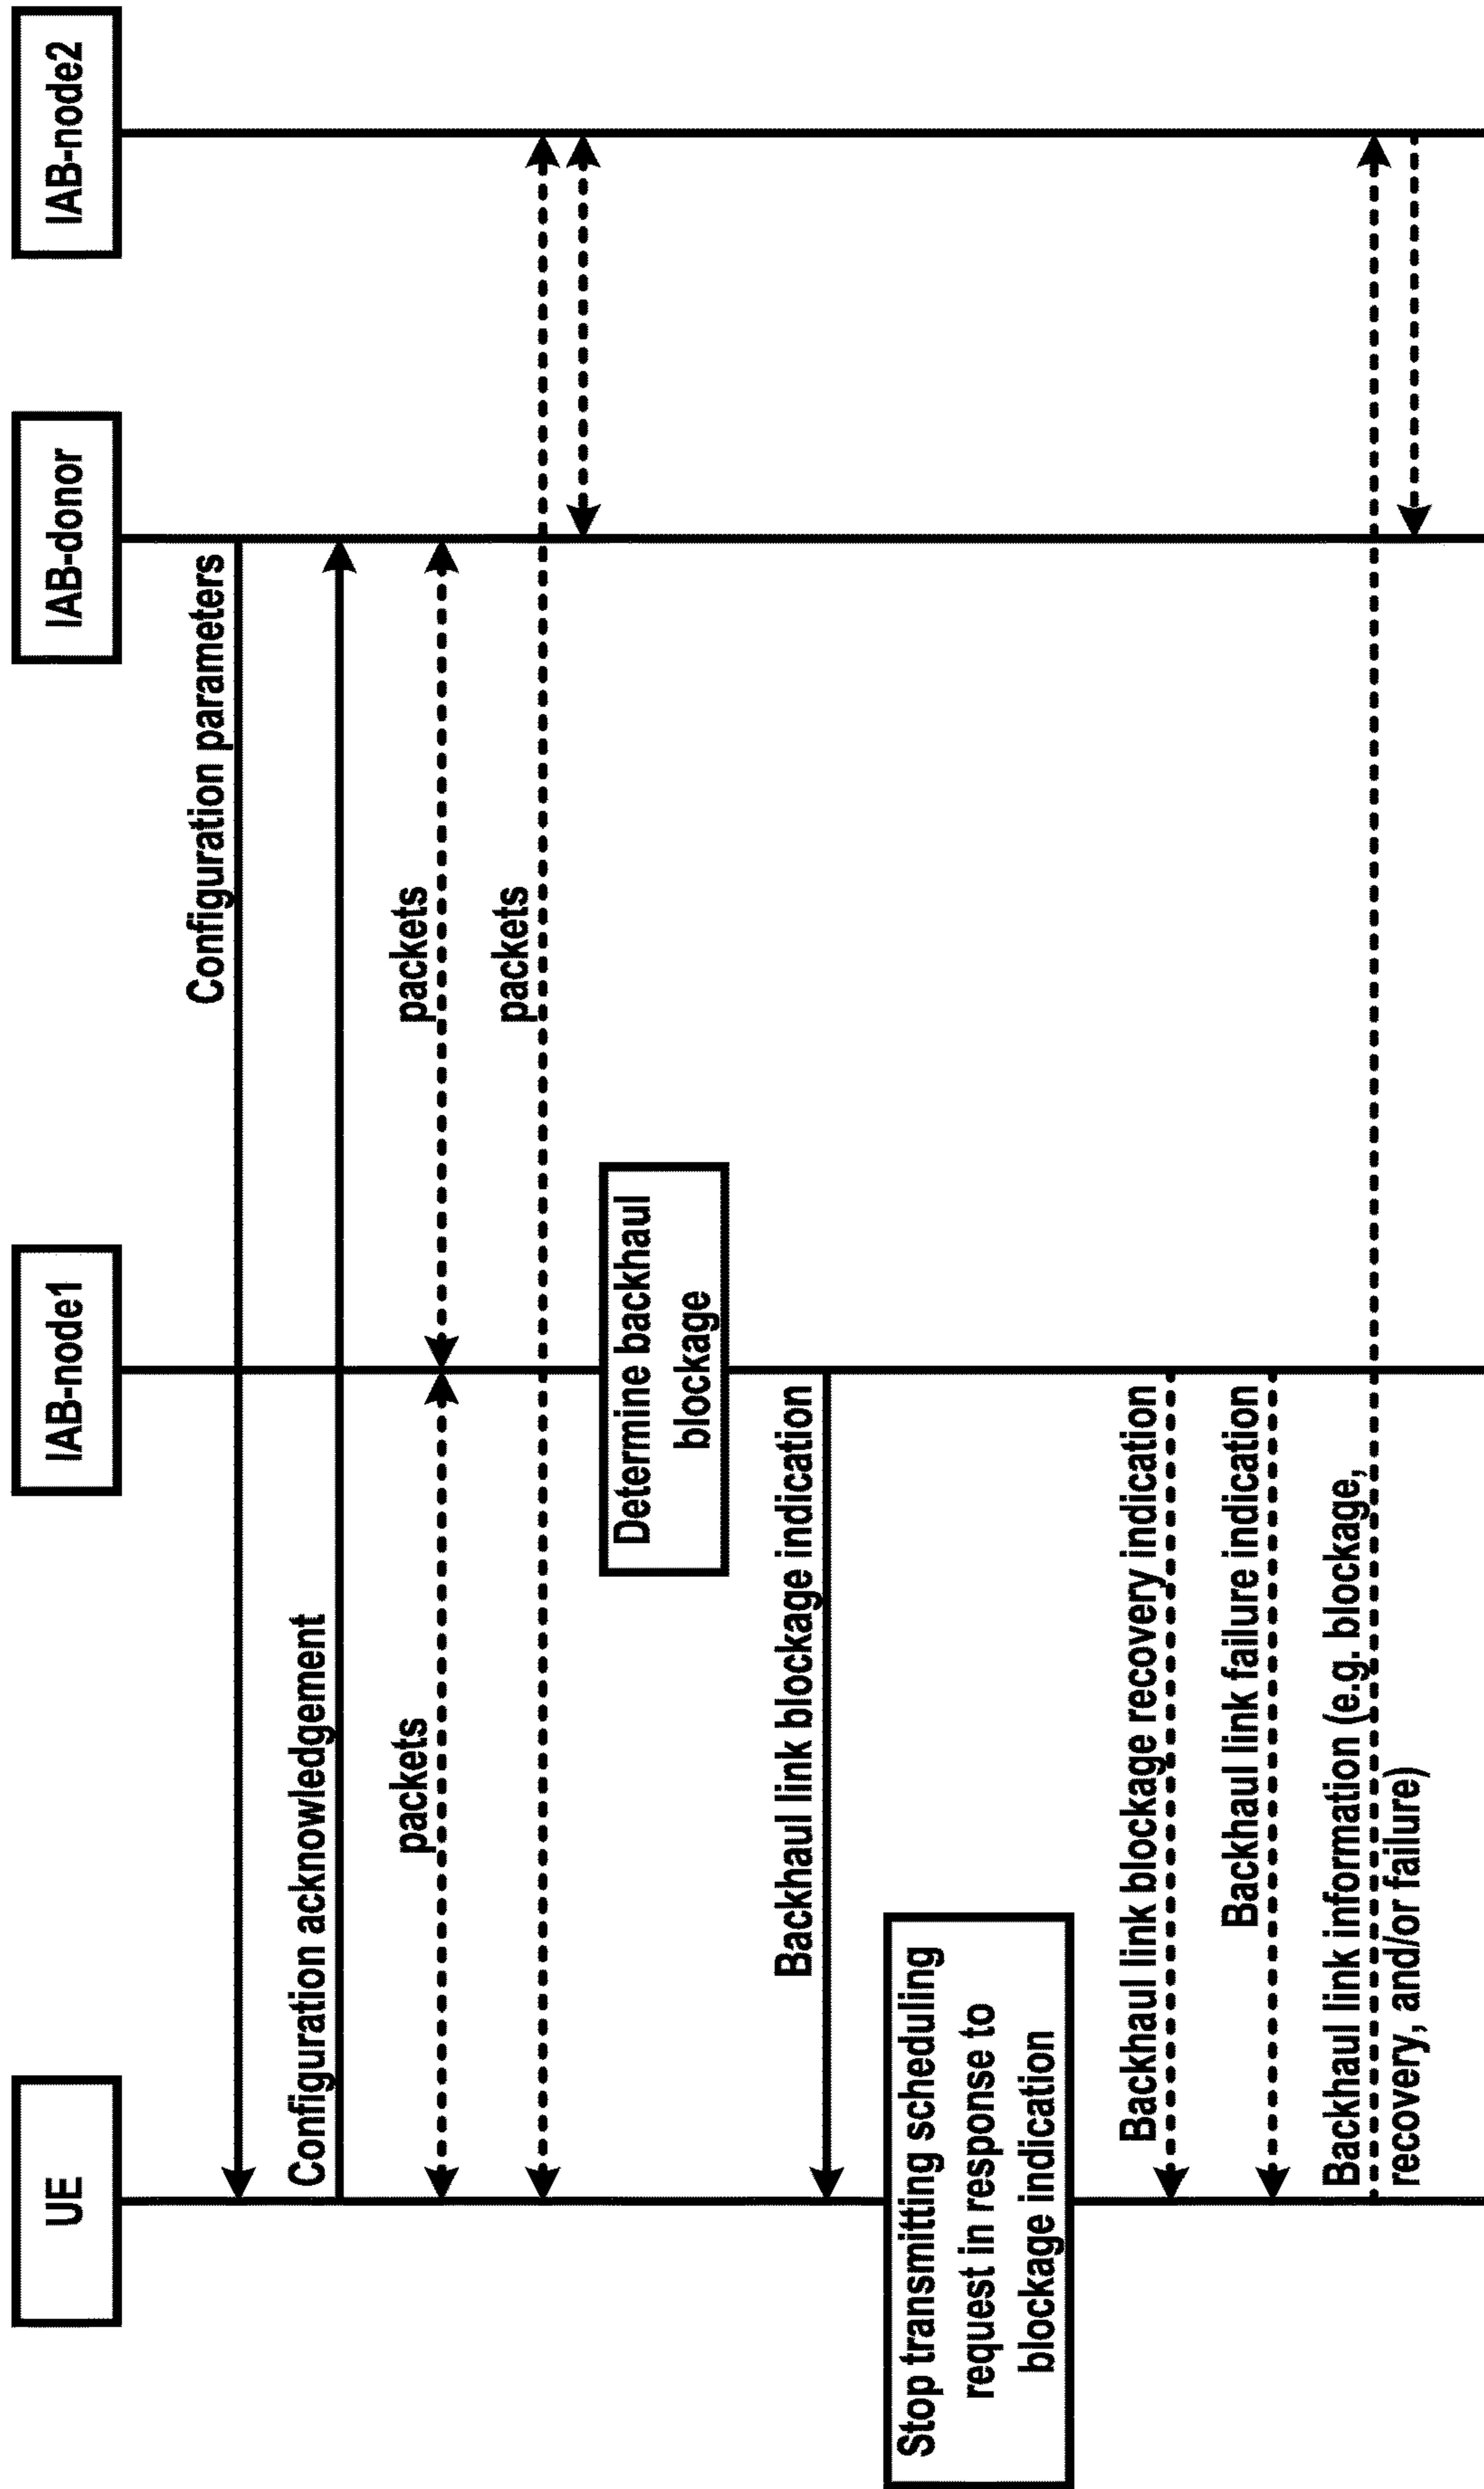 UE
IAB-node1
IAB-donor
IAB-node2
Configuration parameters
Configuration acknowledgement
packets
packets
packets
Determine backhaul
blockage
Backhaul link blockage indication
Stop transmitting scheduling
request in response to
blockage indication
Backhaul link blockage recovery indication
Backhaul link failure indication
Backhaul link information (e.g. blockage,
recovery, and/or failure)